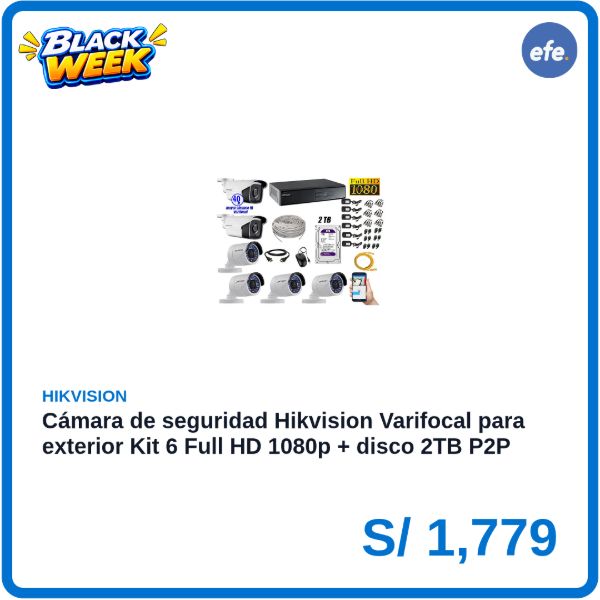 BLACK
WEEK
efe.
Full HD
1080
40
2 TB
HIKVISION
Cámara de seguridad Hikvision Varifocal para
exterior Kit 6 Full HD 1080p + disco 2TB P2P
S/ 1,779